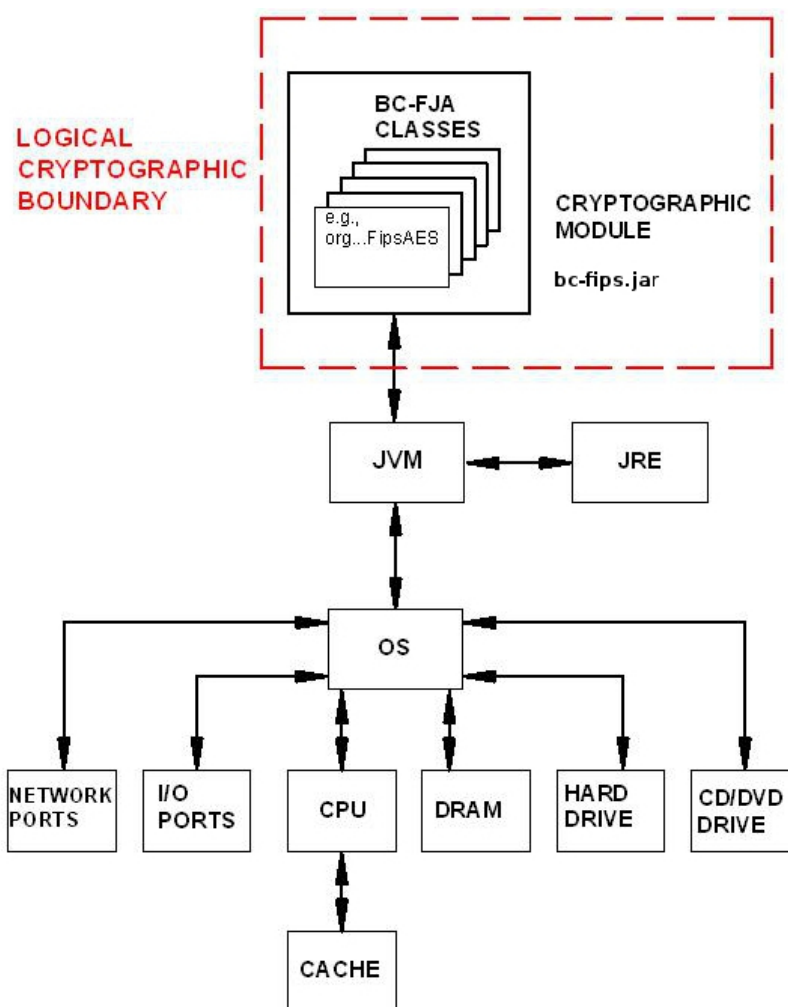 BC-FJA
CLASSES
LOGICAL
CRYPTOGRAPHIC
BOUNDARY
e.g.,
org...FipsAES
CRYPTOGRAPHIC
MODULE
bc-fips.jar
JVM
JRE
OS
NETWORK
PORTS
I/O
PORTS
CPU
DRAM
HARD
DRIVE
CD/DVD
DRIVE
CACHE